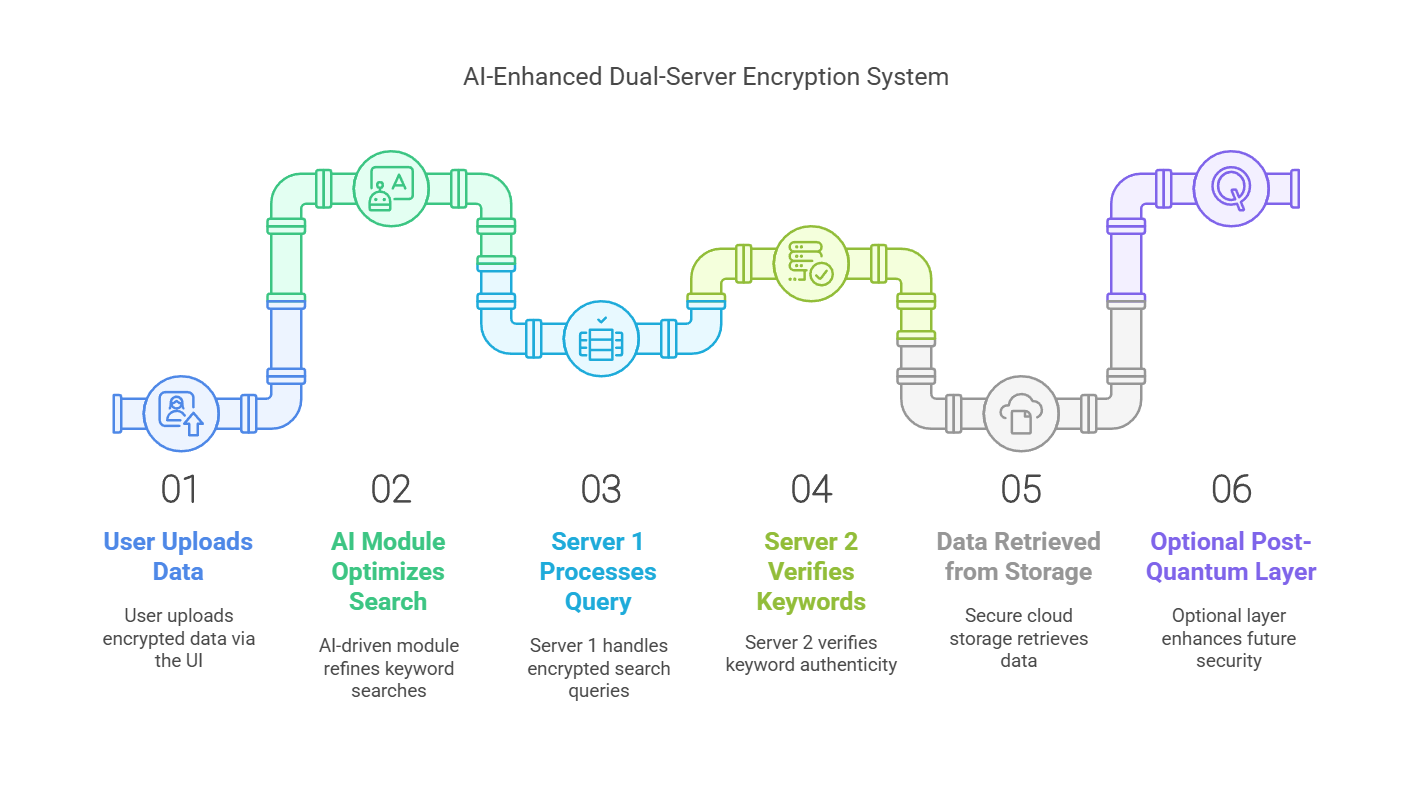 AI-Enhanced Dual-Server Encryption System
01
User Uploads
Data
User uploads
encrypted data via
the UI
02
AI Module
Optimizes
Search
AI-driven module
refines keyword
searches
03
Server 1
Processes
Query
Server 1 handles
encrypted search
queries
04
Server 2
Verifies
Keywords
Server 2 verifies
keyword authenticity
05
Data Retrieved
from Storage
Secure cloud
storage retrieves
data
06
Optional Post-
Quantum Layer
Optional layer
enhances future
security